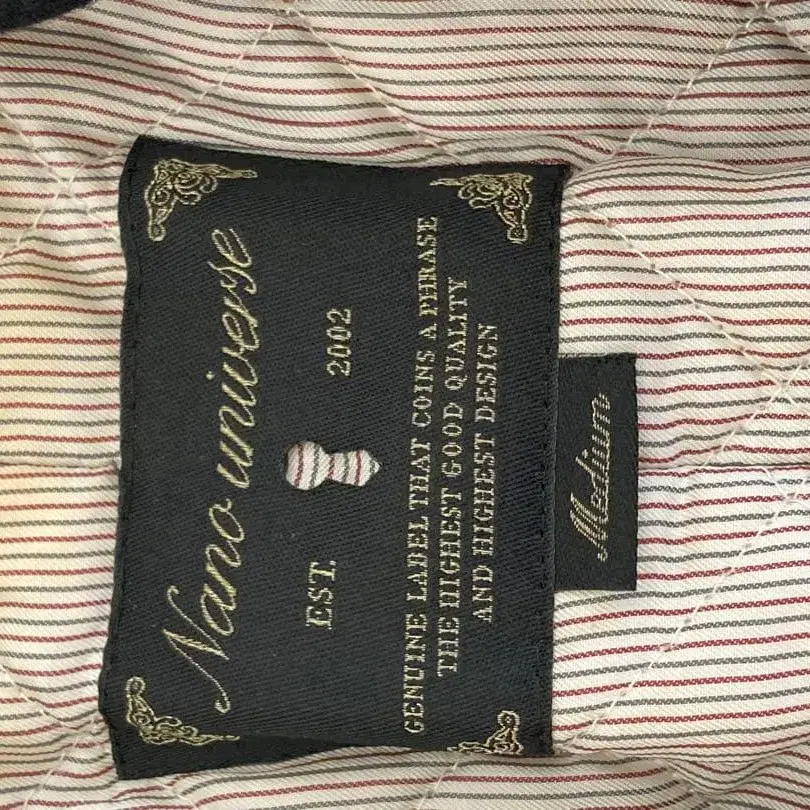 Nano universe
EST. 2002
GENUINE LABEL THAT COINS A PHRASE
THE HIGHEST GOOD QUALITY
AND HIGHEST DESIGN
Medium